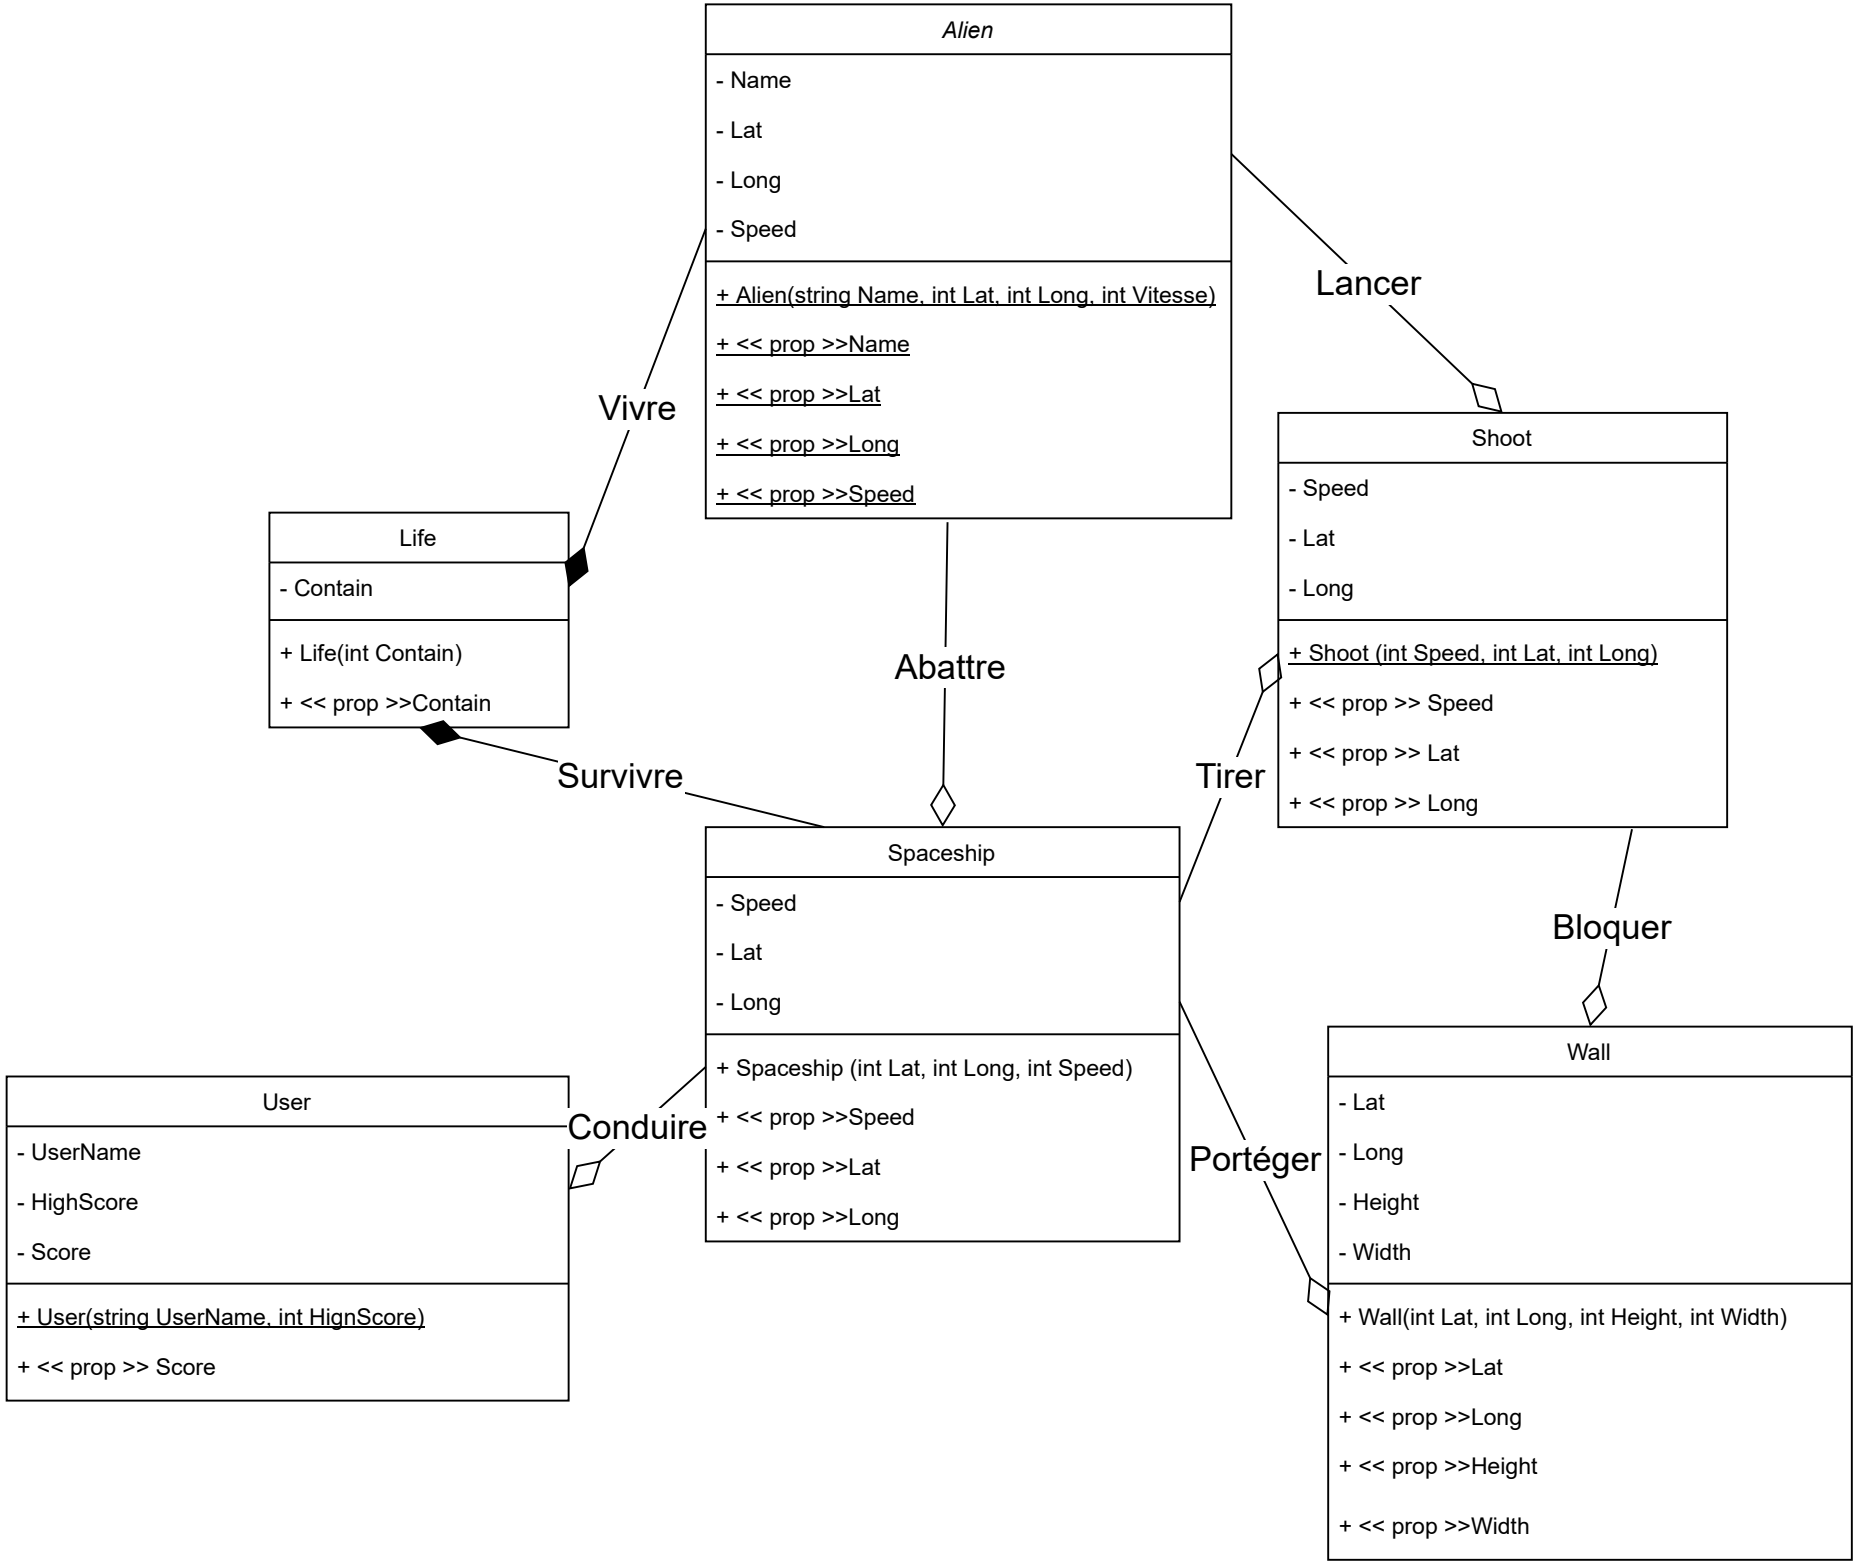 Alien
- Name
- Lat
- Long
- Speed
+ Alien(string Name, int Lat, int Long, int Vitesse)
+ << prop >>Name
+ << prop >>Lat
+ << prop >>Long
+ << prop >>Speed
Lancer
Vivre
Shoot
- Speed
- Lat
- Long
+ Shoot (int Speed, int Lat, int Long)
+ << prop >> Speed
+ << prop >> Lat
+ << prop >> Long
Life
- Contain
+ Life(int Contain)
+ << prop >>Contain
Abattre
Survivre
Tirer
Spaceship
- Speed
- Lat
- Long
+ Spaceship (int Lat, int Long, int Speed)
+ << prop >>Speed
+ << prop >>Lat
+ << prop >>Long
Bloquer
Conduire
Portéger
User
- UserName
- HighScore
- Score
+ User(string UserName, int HignScore)
+ << prop >> Score
Wall
- Lat
- Long
- Height
- Width
+ Wall(int Lat, int Long, int Height, int Width)
+ << prop >>Lat
+ << prop >>Long
+ << prop >>Height
+ << prop >>Width